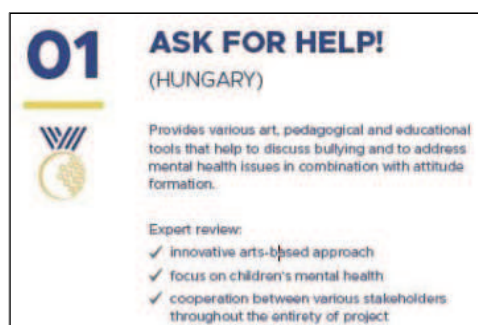 01
ASK FOR HELP!
(HUNGARY)
Provides various art, pedagogical and educational
tools that help to discuss bullying and to address
mental health issues in combination with attitude
formation.
Expert review:
✓ innovative arts-based approach
✓ focus on children's mental health
✓ cooperation between various stakeholders
throughout the entirety of project